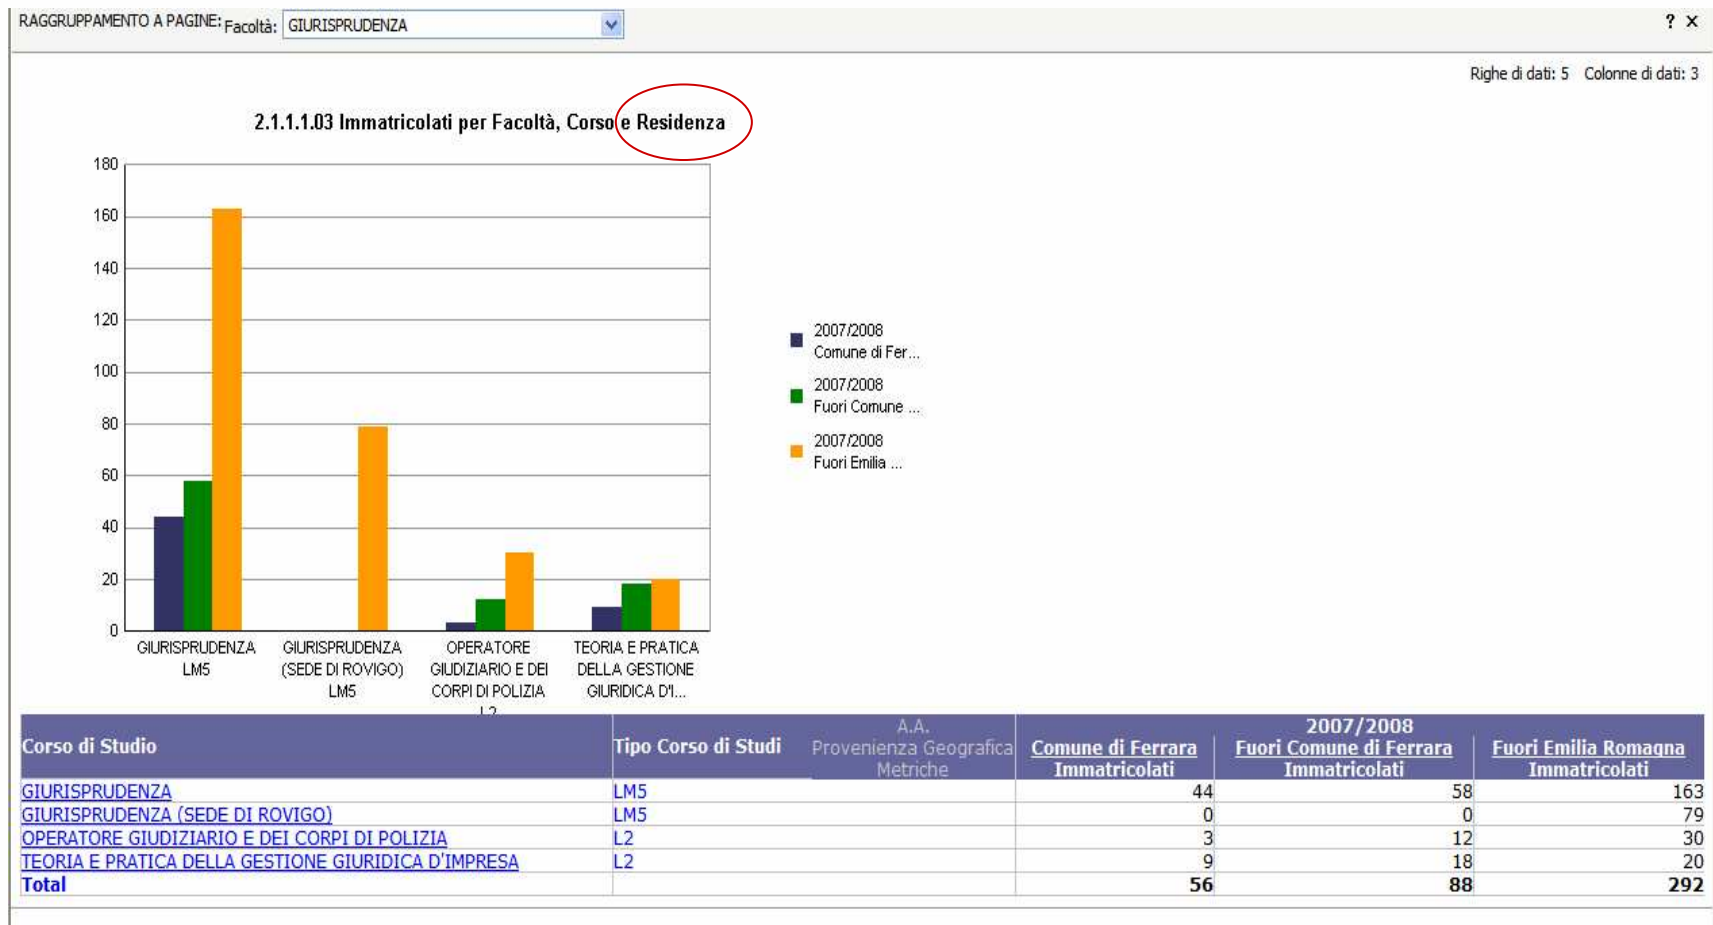 RAGGRUPPAMENTO A PAGINE: Facoltà: GIURISPRUDENZA ? ×
Righe di dati: 5 Colonne di dati: 3
2.1.1.1.03 Immatricolati per Facoltà, Corso e Residenza
180
160
140
120
100
80
60
40
20
0
2007/2008
Comune di Fer...
2007/2008
Fuori Comune ...
2007/2008
Fuori Emilia ...
GIURISPRUDENZA
LM5
GIURISPRUDENZA
(SEDE DI ROVIGO)
LM5
OPERATORE
GIUDIZIARIO E DEI
CORPI DI POLIZIA
L2
TEORIA E PRATICA
DELLA GESTIONE
GIURIDICA D'I...
A.A. 2007/2008
Corso di Studio Tipo Corso di Studi Provenienza Geografica Comune di Ferrara Fuori Comune di Ferrara Fuori Emilia Romagna
Metriche Immatricolati Immatricolati Immatricolati
GIURISPRUDENZA LM5 44 58 163
GIURISPRUDENZA (SEDE DI ROVIGO) LM5 0 0 79
OPERATORE GIUDIZIARIO E DEI CORPI DI POLIZIA L2 3 12 30
TEORIA E PRATICA DELLA GESTIONE GIURIDICA D'IMPRESA L2 9 18 20
Total 56 88 292